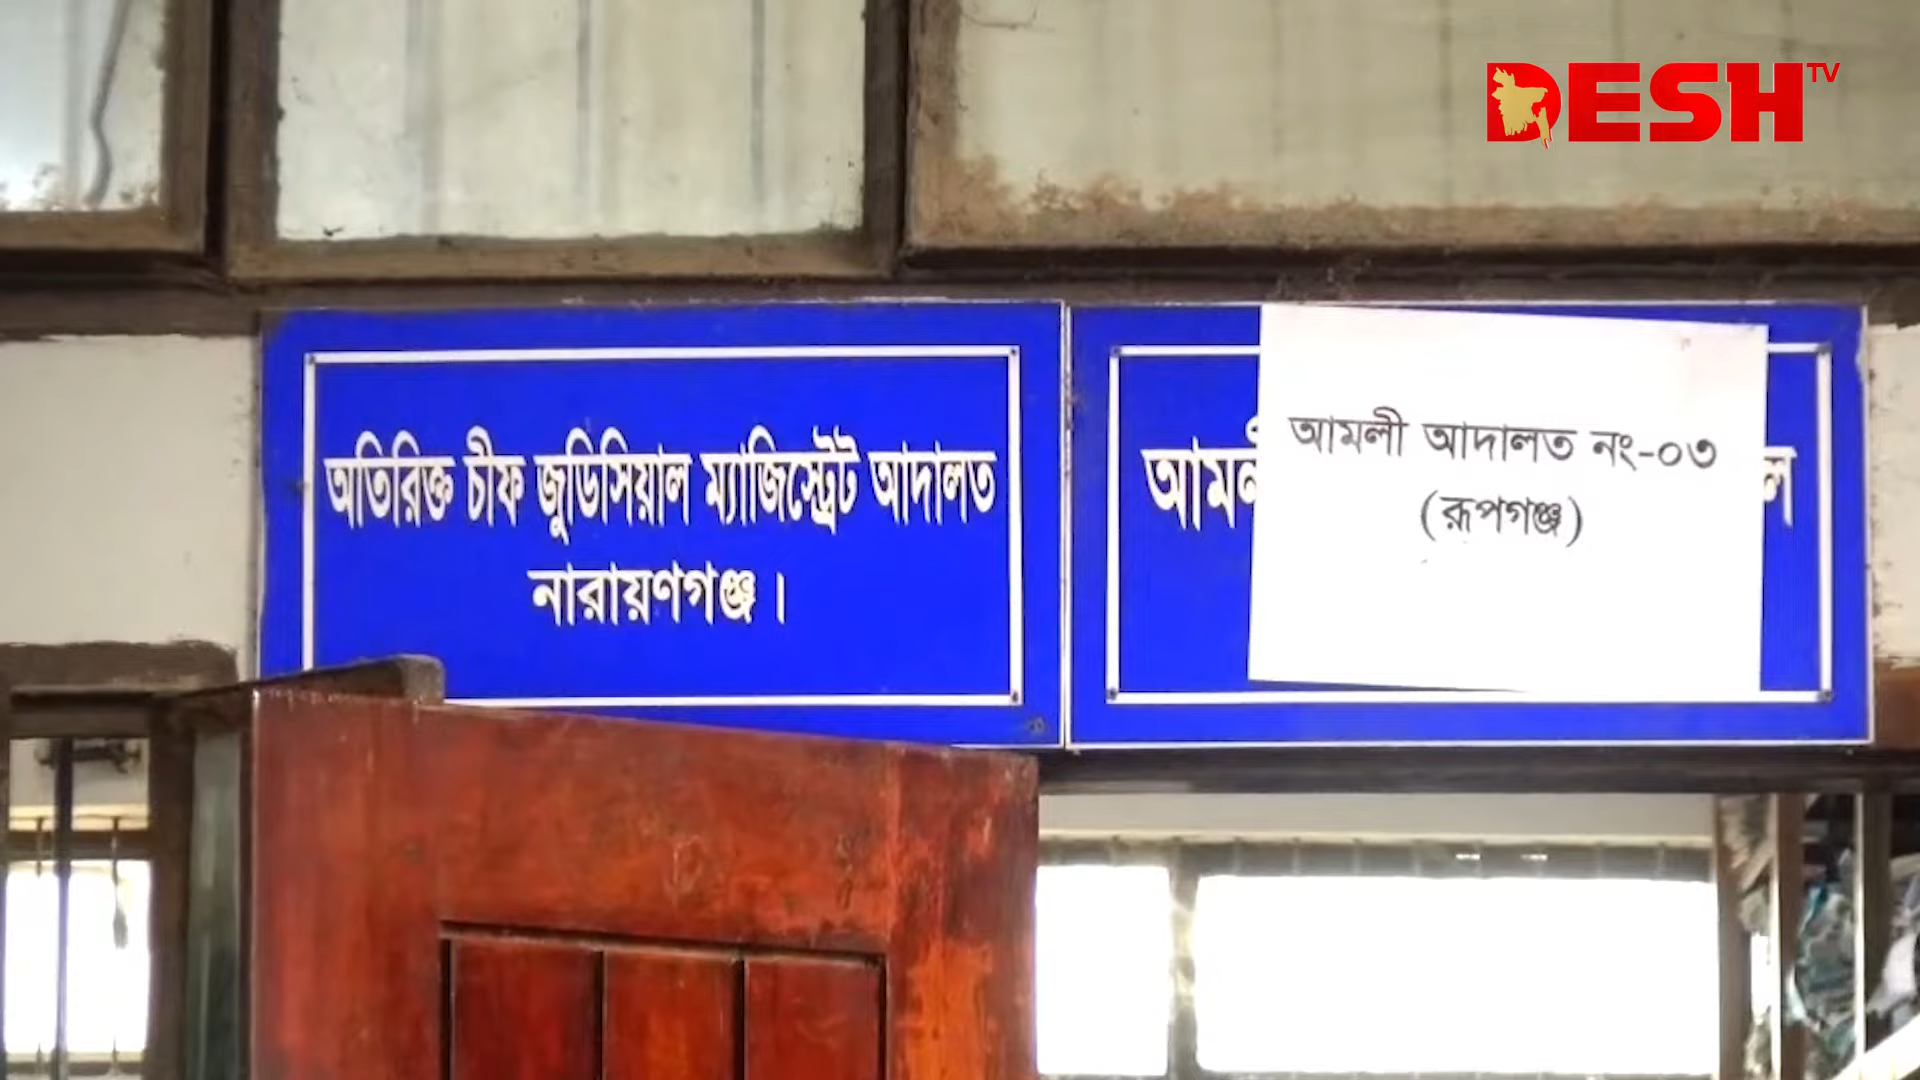 DESH TV
অতিরিক্ত চীফ জুডিসিয়াল ম্যাজিস্ট্রেট আদালত
নারায়ণগঞ্জ।
আমলী আদালত নং-০৩
(রূপগঞ্জ)